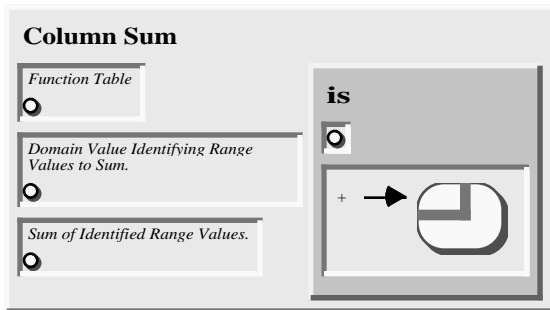 Column Sum
Function Table
is
Domain Value Identifying Range
Values to Sum.
+
Sum of Identified Range Values.